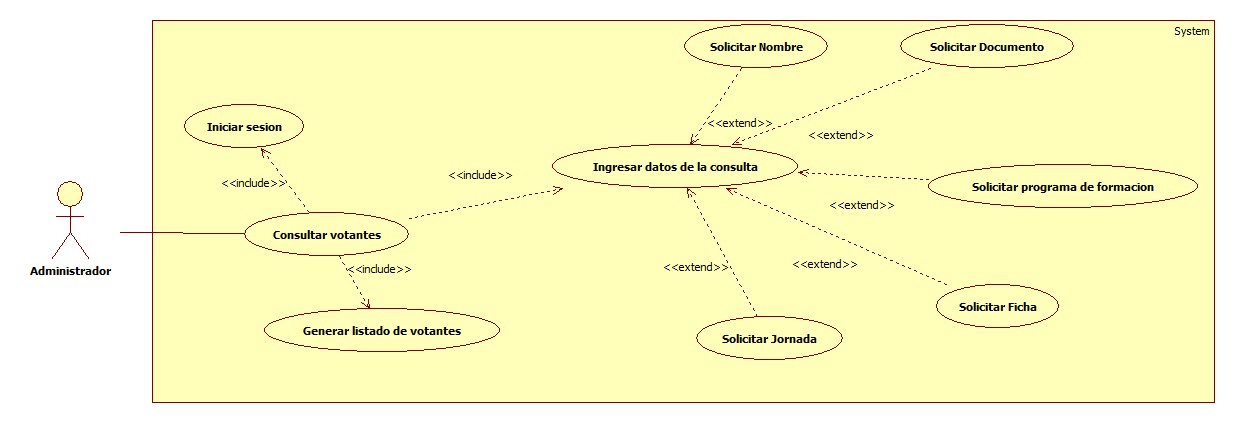 System
Solicitar Nombre
Solicitar Documento
Iniciar sesion
<<extend>>
<<extend>>
Ingresar datos de la consulta
<<include>>
<<include>>
Solicitar programa de formacion
<<extend>>
Consultar votantes
Administrador
<<include>>
<<extend>>
<<extend>>
Solicitar Ficha
Generar listado de votantes
Solicitar Jornada